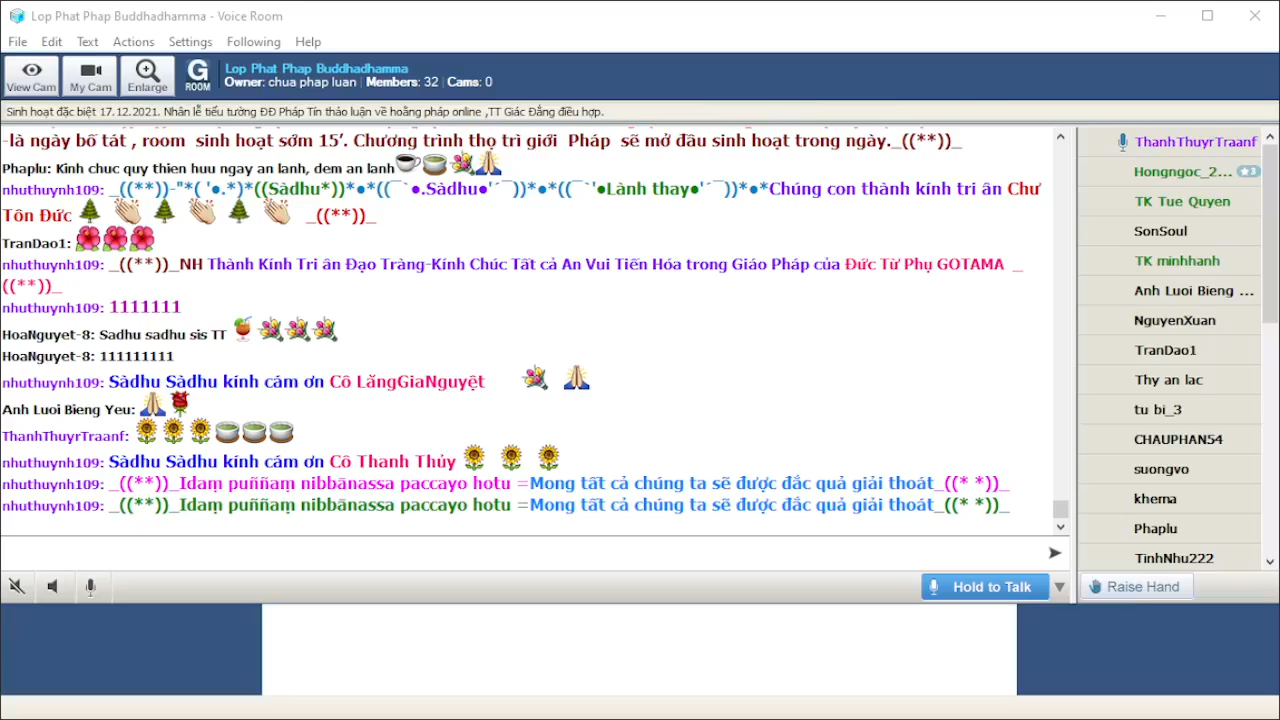 Lop Phat Phap Buddhadhamma - Voice Room
File Edit Text Actions Settings Following Help
View Cam My Cam Enlarge G ROOM
Lop Phat Phap Buddhadhamma
Owner: chua phap luan | Members: 32 | Cams: 0
Sinh hoạt đặc biệt 17.12.2021. Nhân lễ tiểu tường ĐĐ Pháp Tín thảo luận về hoằng pháp online ,TT Giác Đẳng điều hợp.
-là ngày bố tát , room sinh hoạt sớm 15’. Chương trình thọ trì giới Pháp sẽ mở đầu sinh hoạt trong ngày._((**))_
Phaplu: Kinh chuc quy thien huu ngay an lanh, dem an lanh
nhuthuynh109: _((**))-"*( '●.*)*((Sàdhu*))*●*((¯`●.Sàdhu●'´¯))*●*((¯`'●Lành thay●'´¯))*●*Chúng con thành kính tri ân Chư
Tôn Đức _((**))_
TranDao1:
nhuthuynh109: _((**))_NH Thành Kính Tri ân Đạo Tràng-Kính Chúc Tất cả An Vui Tiến Hóa trong Giáo Pháp của Đức Từ Phụ GOTAMA _
((**))_
nhuthuynh109: 1111111
HoaNguyet-8: Sadhu sadhu sis TT
HoaNguyet-8: 111111111
nhuthuynh109: Sàdhu Sàdhu kính cám ơn Cô LăngGiaNguyệt
Anh Luoi Bieng Yeu:
ThanhThuyrTraanf:
nhuthuynh109: Sàdhu Sàdhu kính cám ơn Cô Thanh Thủy
nhuthuynh109: _((**))_Idaṃ puññaṃ nibbānassa paccayo hotu =Mong tất cả chúng ta sẽ được đắc quả giải thoát_((* *))_
nhuthuynh109: _((**))_Idaṃ puññaṃ nibbānassa paccayo hotu =Mong tất cả chúng ta sẽ được đắc quả giải thoát_((* *))_
Hold to Talk
ThanhThuyrTraanf
Hongngoc_2... 3
TK Tue Quyen
SonSoul
TK minhhanh
Anh Luoi Bieng ...
NguyenXuan
TranDao1
Thy an lac
tu bi_3
CHAUPHAN54
suongvo
khema
Phaplu
TinhNhu222
Raise Hand